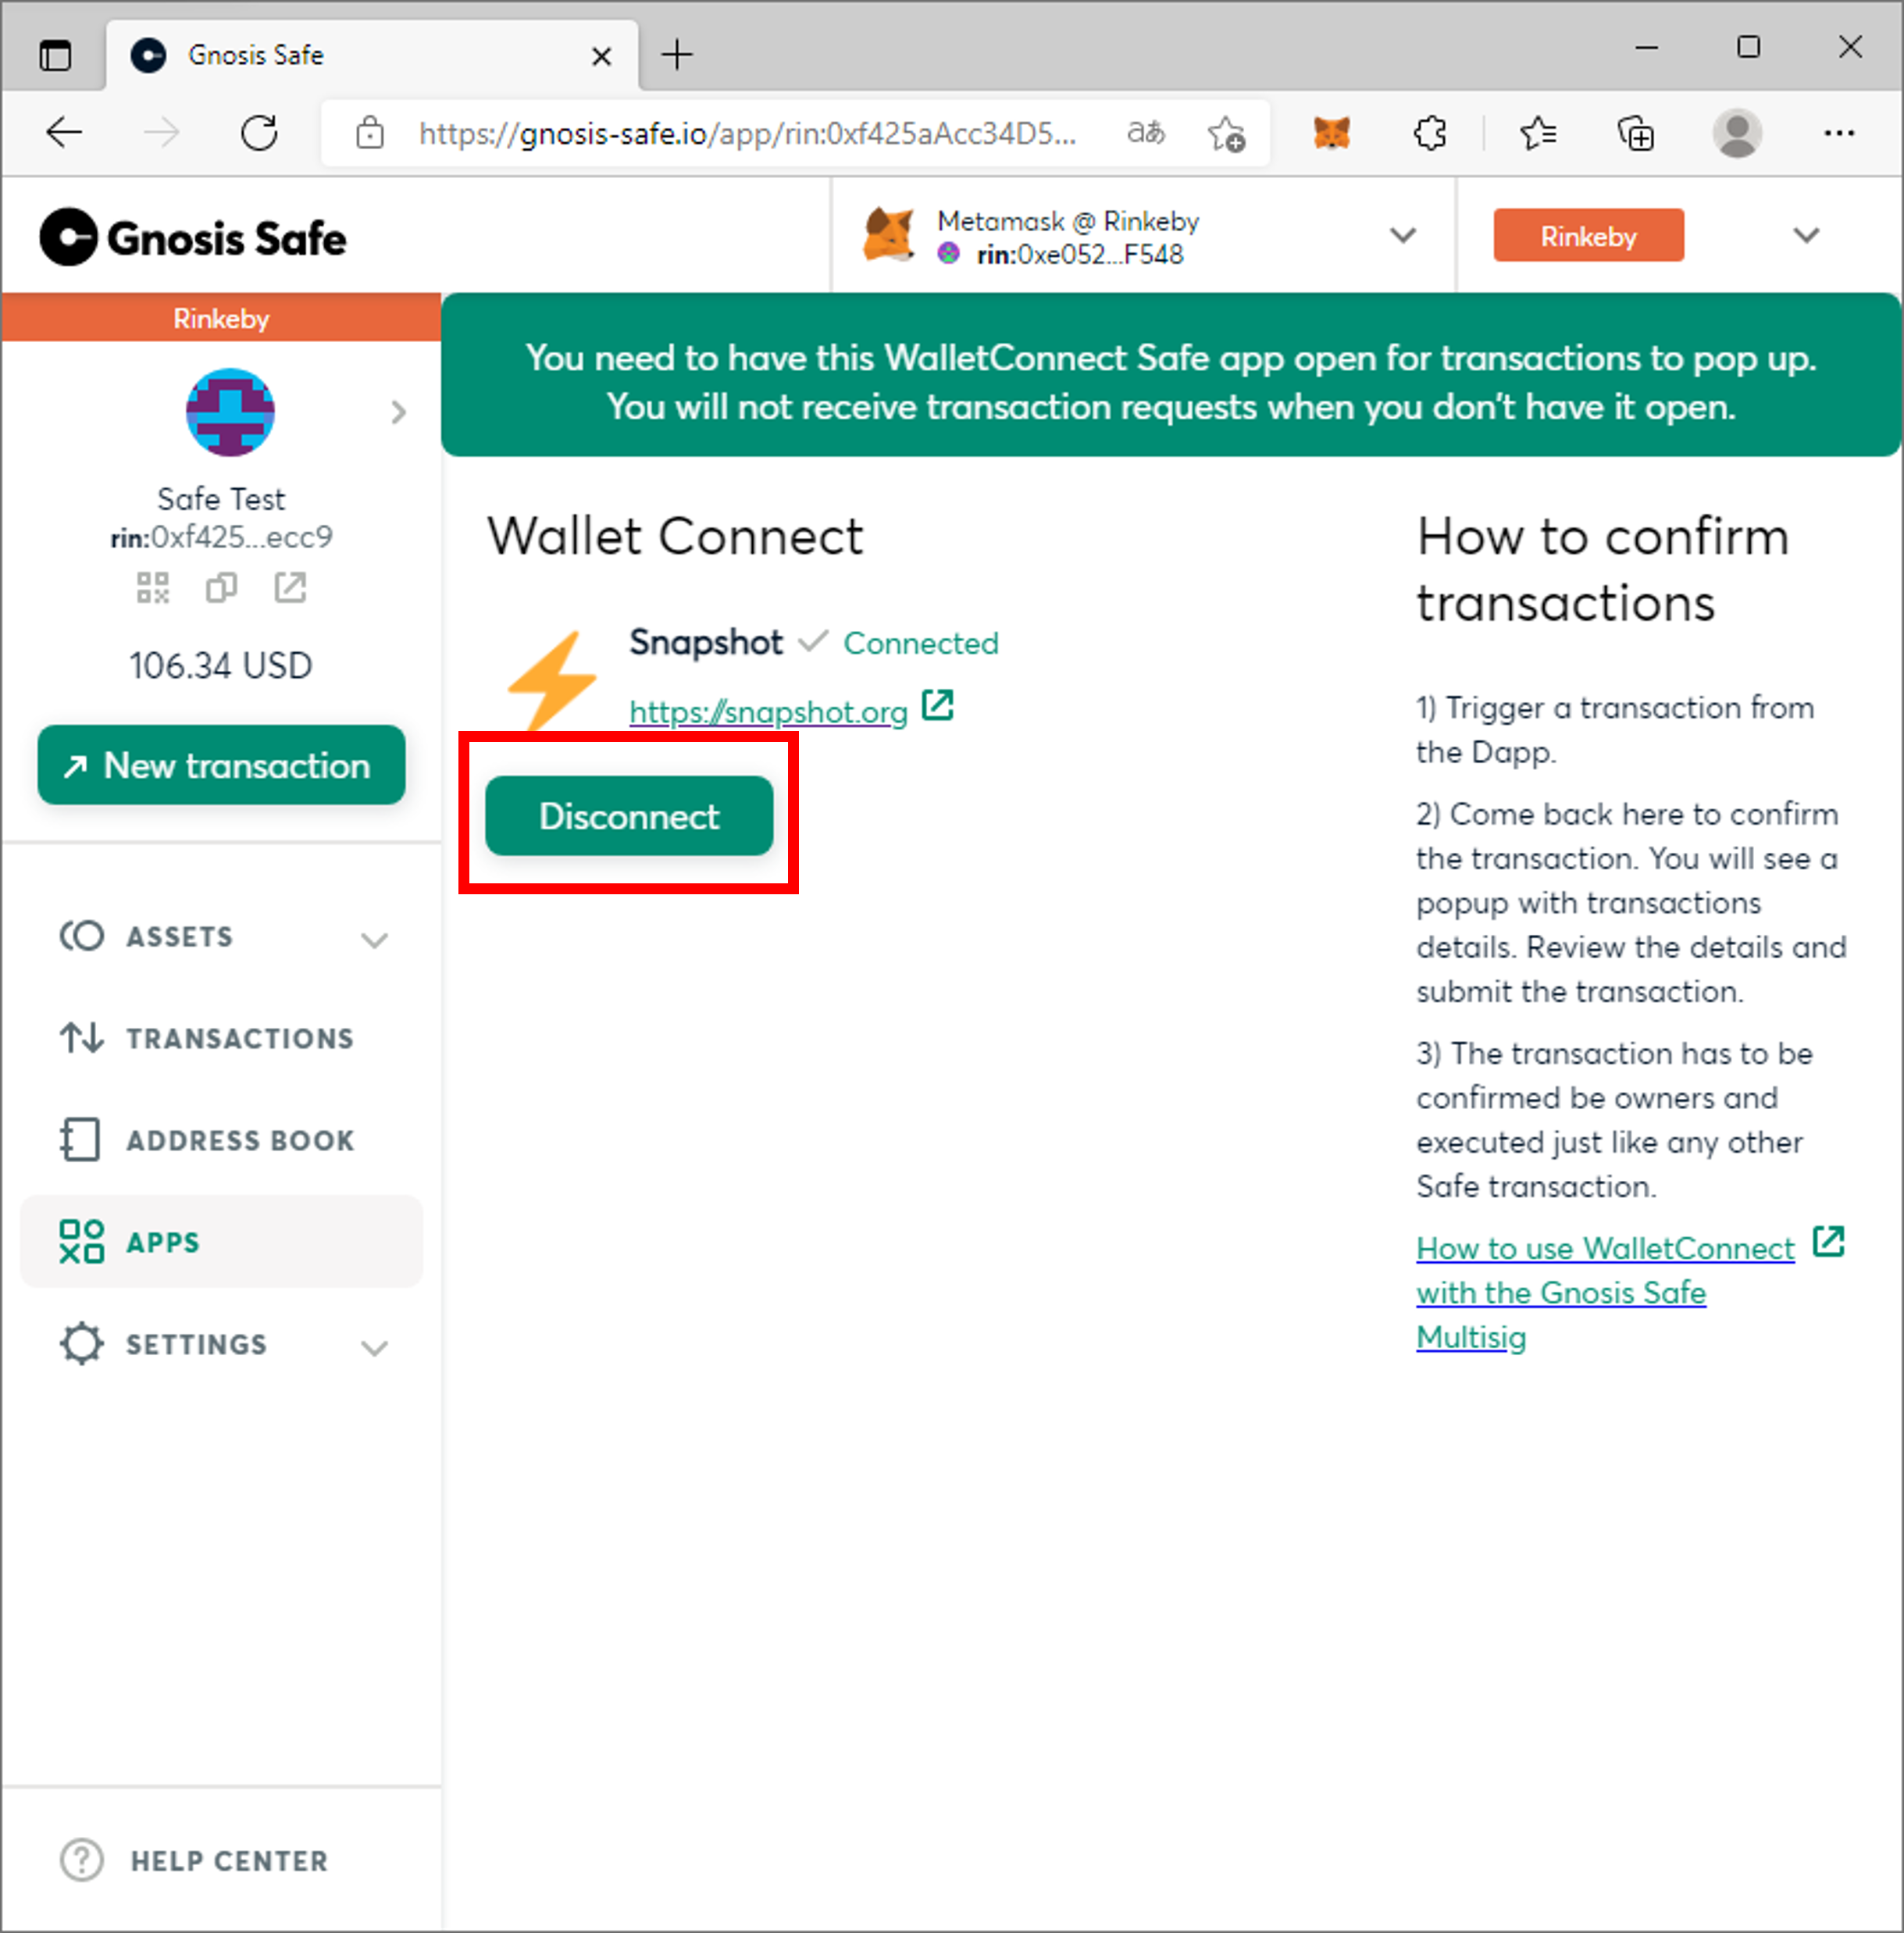 Gnosis Safe
https://gnosis-safe.io/app/rin:0xf425aAcc34D5...
aあ
Gnosis Safe
Metamask @ Rinkeby
rin:0xe052...F548
Rinkeby
Rinkeby
You need to have this WalletConnect Safe app open for transactions to pop up.
You will not receive transaction requests when you don't have it open.
Safe Test
rin:0xf425...ecc9
106.34 USD
New transaction
ASSETS
TRANSACTIONS
ADDRESS BOOK
APPS
SETTINGS
HELP CENTER
Wallet Connect
Snapshot Connected
https://snapshot.org
Disconnect
How to confirm
transactions
1) Trigger a transaction from
the Dapp.
2) Come back here to confirm
the transaction. You will see a
popup with transactions
details. Review the details and
submit the transaction.
3) The transaction has to be
confirmed be owners and
executed just like any other
Safe transaction.
How to use WalletConnect
with the Gnosis Safe
Multisig